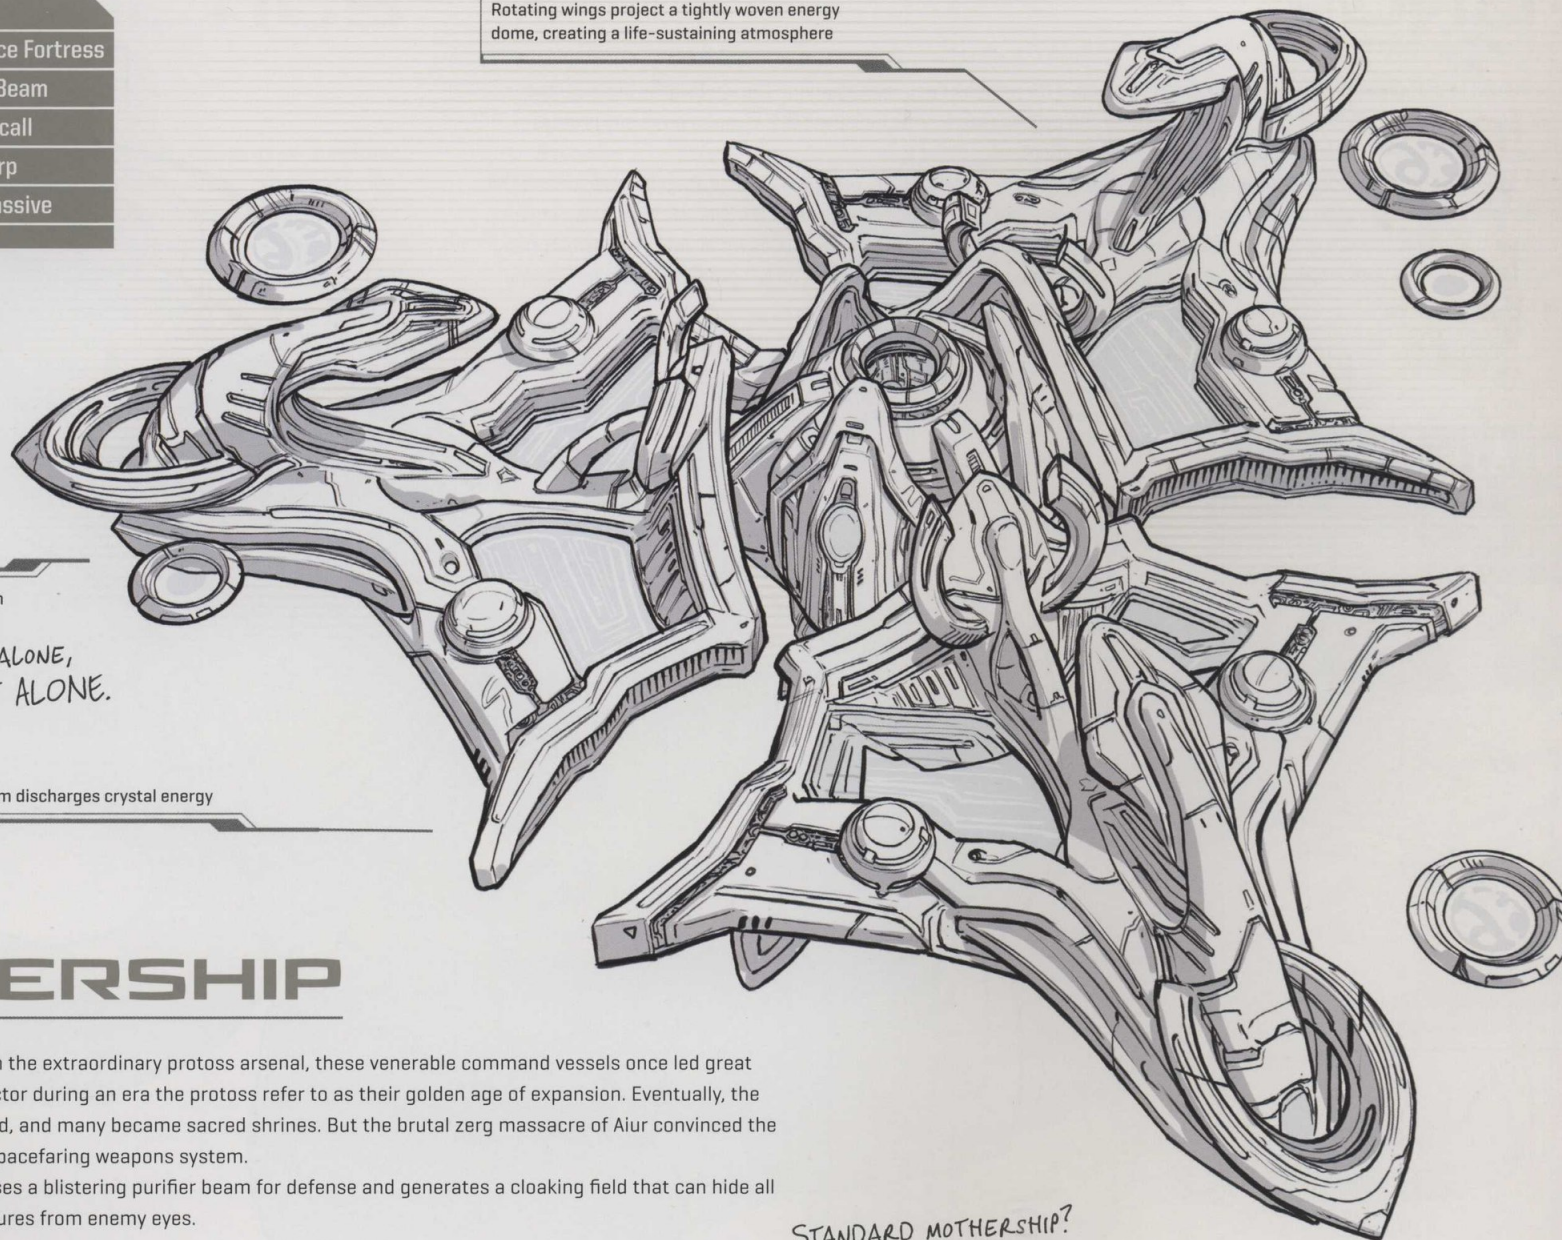 Rotating wings project a tightly woven energy
dome, creating a life-sustaining atmosphere
ce Fortress
Beam
call
rp
assive
n
ALONE,
T ALONE.
m discharges crystal energy
ERSHIP
n the extraordinary protoss arsenal, these venerable command vessels once led great
ctor during an era the protoss refer to as their golden age of expansion. Eventually, the
d, and many became sacred shrines. But the brutal zerg massacre of Aiur convinced the
pacefaring weapons system.
ses a blistering purifier beam for defense and generates a cloaking field that can hide all
ures from enemy eyes.
STANDARD MOTHERSHIP?